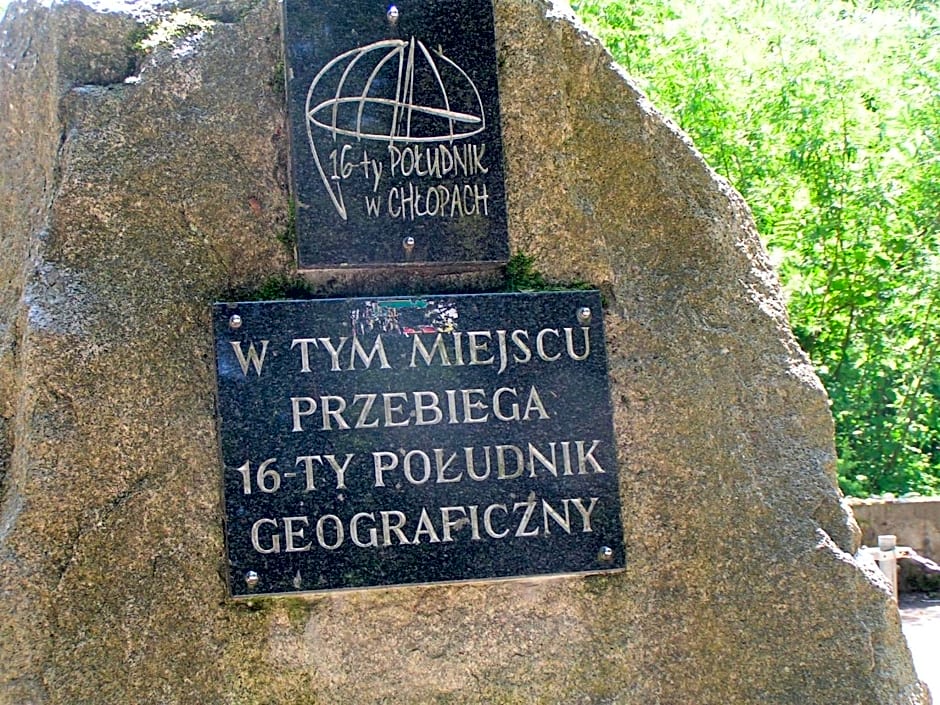 16-ty POŁUDNIK
w CHŁOPACH
W TYM MIEJSCU
PRZEBIEGA
16-TY POŁUDNIK
GEOGRAFICZNY